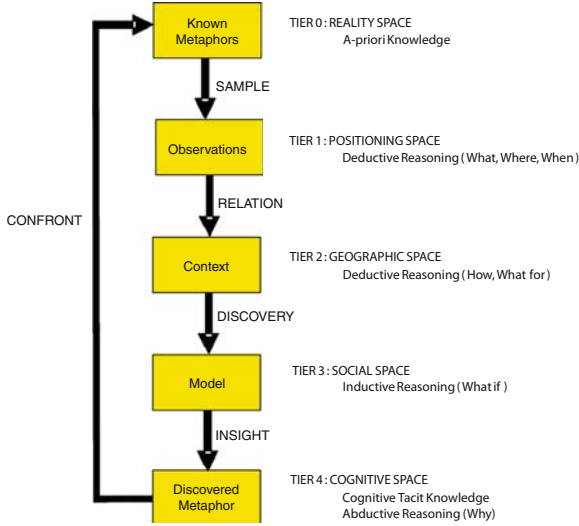 Known
Metaphors
TIER 0 : REALITY SPACE
A-priori Knowledge
SAMPLE
Observations
TIER 1 : POSITIONING SPACE
Deductive Reasoning ( What, Where, When )
RELATION
CONFRONT
Context
TIER 2 : GEOGRAPHIC SPACE
Deductive Reasoning ( How, What for )
DISCOVERY
Model
TIER 3 : SOCIAL SPACE
Inductive Reasoning ( What if )
INSIGHT
Discovered
Metaphor
TIER 4 : COGNITIVE SPACE
Cognitive Tacit Knowledge
Abductive Reasoning (Why)